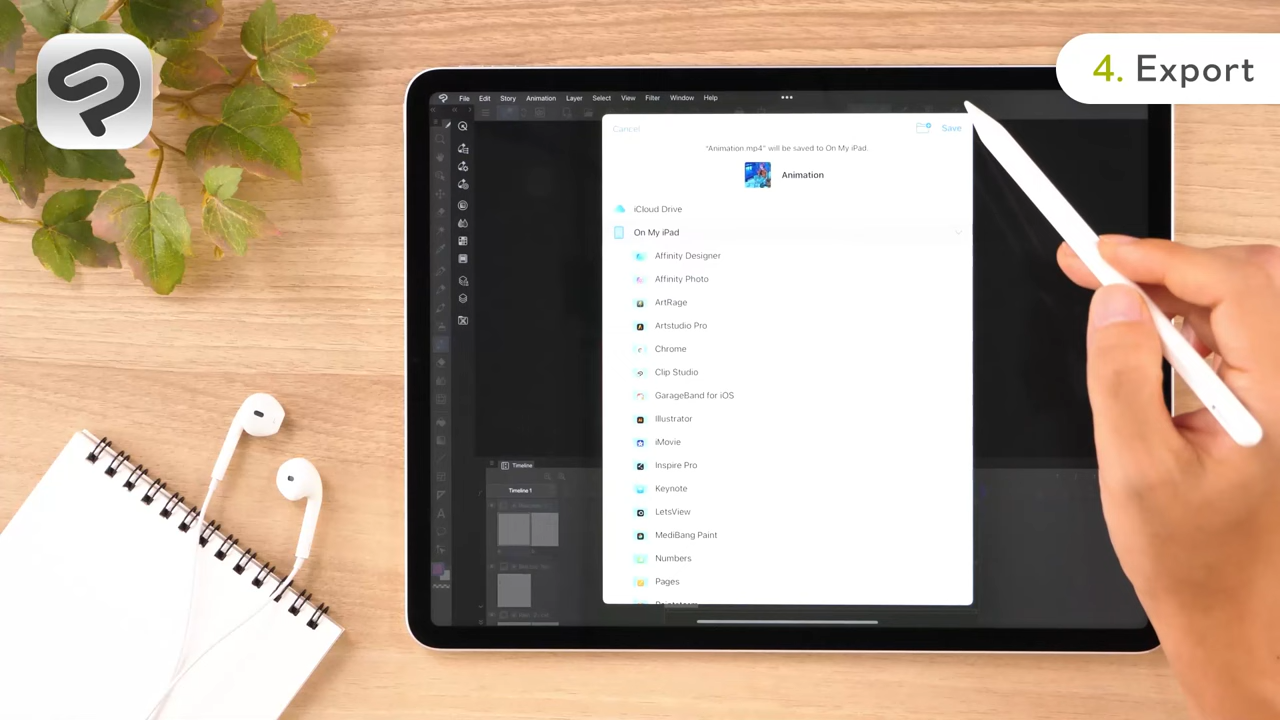 4. Export
File Edit Story Animation Layer Select View Filter Window Help
Cancel
Save
"Animation.mp4" will be saved to On My iPad.
Animation
iCloud Drive
On My iPad
Affinity Designer
Affinity Photo
ArtRage
Artstudio Pro
Chrome
Clip Studio
GarageBand for iOS
Illustrator
iMovie
Inspire Pro
Keynote
LetsView
MediBang Paint
Numbers
Pages
Timeline
Timeline 1